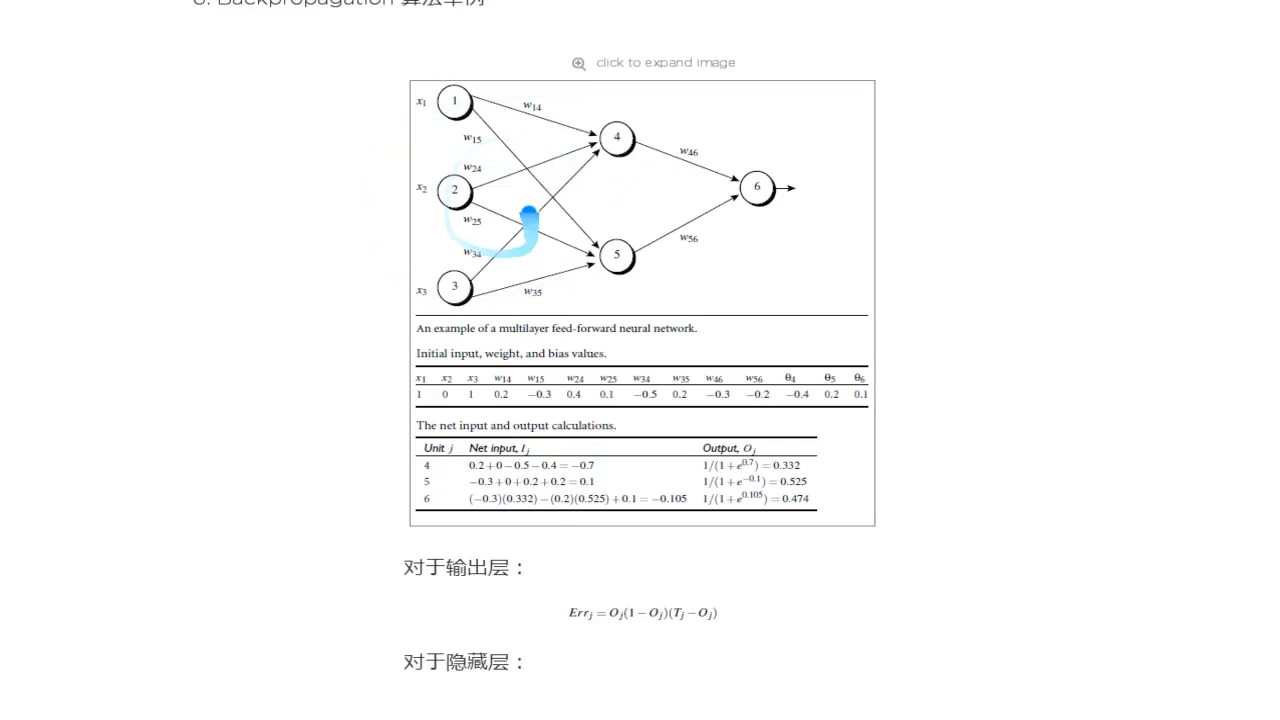 Backpropagation 算法举例
click to expand image
x1 1 w14
w15 4
w24 w46
x2 2 6
w25
w56
w34 5
x3 3 w35
An example of a multilayer feed-forward neural network.
Initial input, weight, and bias values.
x1 x2 x3 w14 w15 w24 w25 w34 w35 w46 w56 θ4 θ5 θ6
1 0 1 0.2 −0.3 0.4 0.1 −0.5 0.2 −0.3 −0.2 −0.4 0.2 0.1
The net input and output calculations.
Unit j Net input, Ij Output, Oj
4 0.2 + 0 − 0.5 − 0.4 = −0.7 1/(1 + e^0.7) = 0.332
5 −0.3 + 0 + 0.2 + 0.2 = 0.1 1/(1 + e^−0.1) = 0.525
6 (−0.3)(0.332) − (0.2)(0.525) + 0.1 = −0.105 1/(1 + e^0.105) = 0.474
对于输出层：
Errj = Oj(1 − Oj)(Tj − Oj)
对于隐藏层：